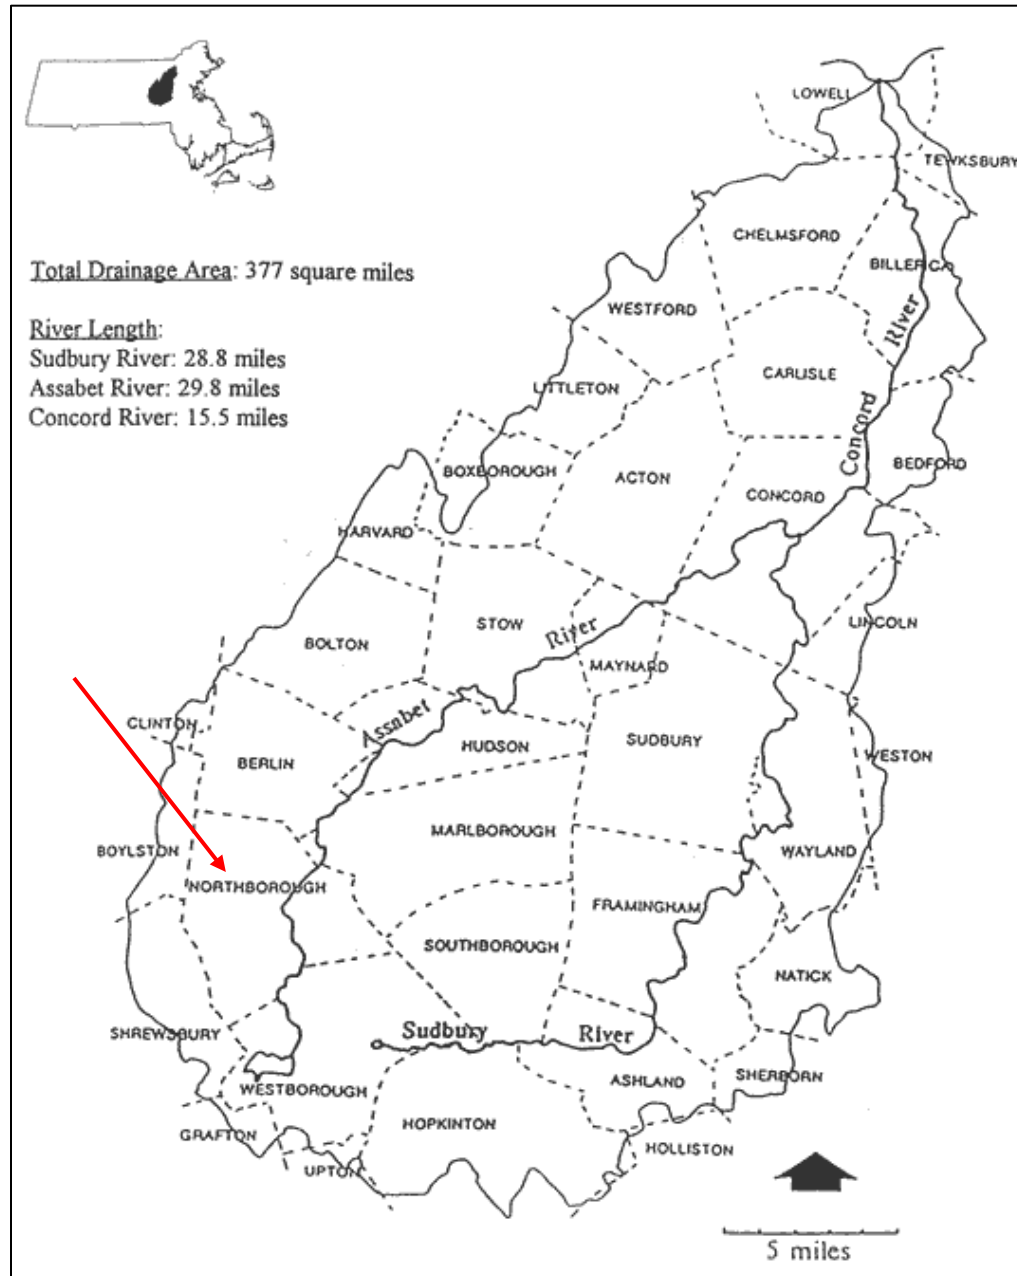 LOWELL
TEWKSBURY
CHELMSFORD
Total Drainage Area: 377 square miles
BILLERICA
WESTFORD
River
River Length:
Sudbury River: 28.8 miles
Assabet River: 29.8 miles
Concord River: 15.5 miles
CARLISLE
LITTLETON
Concord
BOXBOROUGH
ACTON
BEDFORD
CONCORD
HARVARD
STOW
River
LINCOLN
BOLTON
MAYNARD
CLINTON
Assabet
HUDSON
SUDBURY
WESTON
BERLIN
MARLBOROUGH
BOYLSTON
WAYLAND
NORTHBOROUGH
FRAMINGHAM
SOUTHBOROUGH
NATICK
SHREWSBURY
Sudbury River
WESTBOROUGH
ASHLAND
SHERBORN
GRAFTON
HOPKINTON
HOLLISTON
UPTON
5 miles